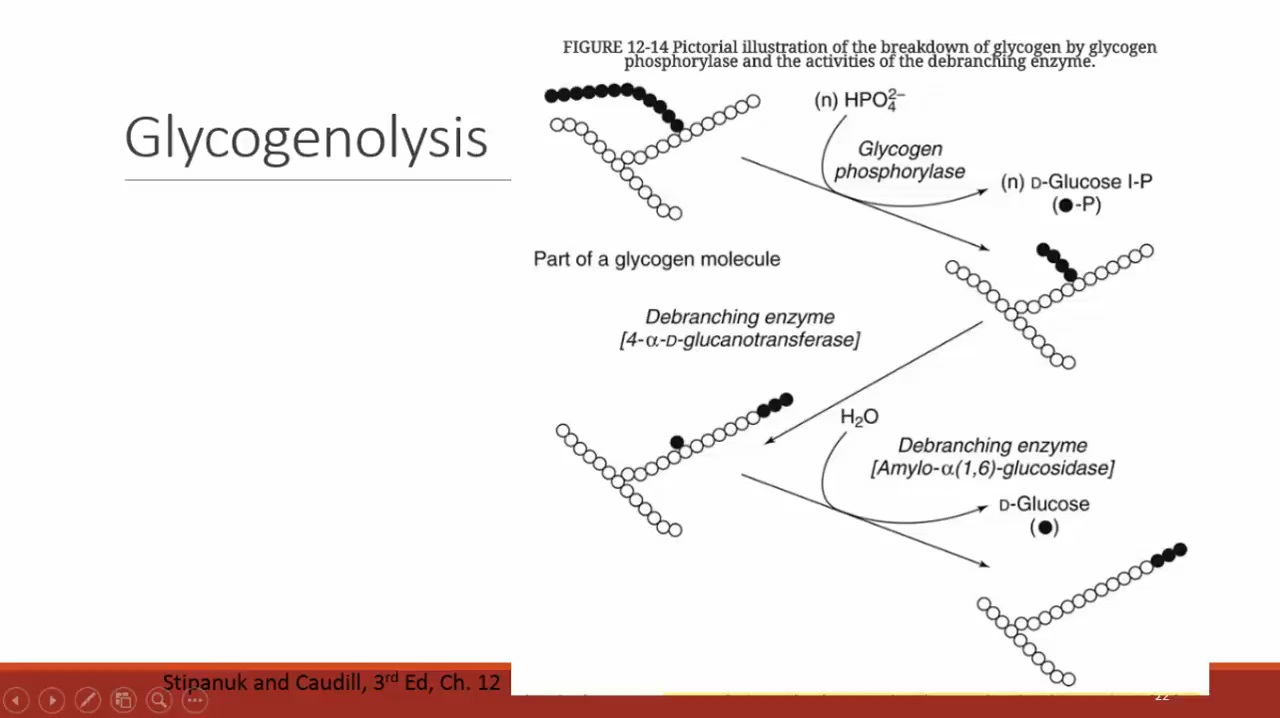 Glycogenolysis
FIGURE 12-14 Pictorial illustration of the breakdown of glycogen by glycogen
phosphorylase and the activities of the debranching enzyme.
(n) HPO₄²⁻
Glycogen
phosphorylase
(n) D-Glucose I-P
(●-P)
Part of a glycogen molecule
Debranching enzyme
[4-α-D-glucanotransferase]
H₂O
Debranching enzyme
[Amylo-α(1,6)-glucosidase]
D-Glucose
(●)
Stipanuk and Caudill, 3rd Ed, Ch. 12
22